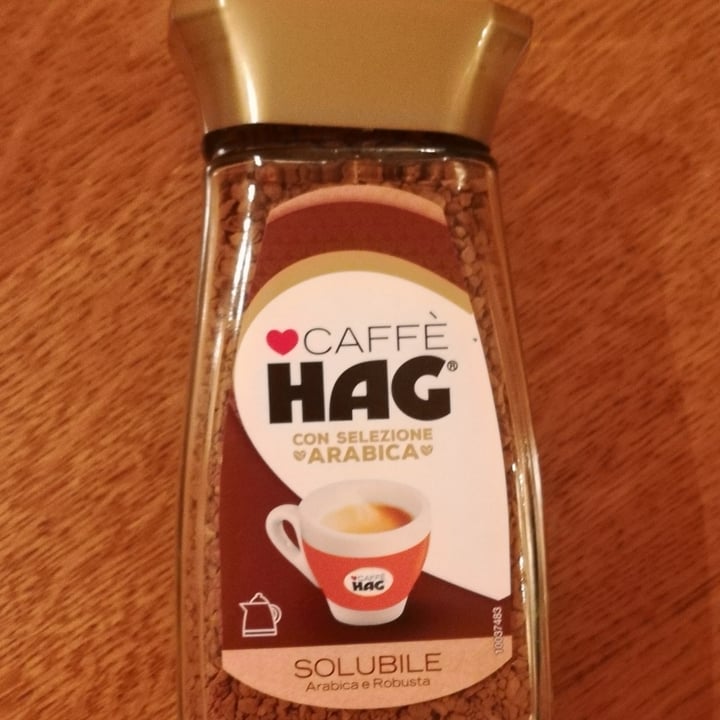 CAFFÈ
HAG®
CON SELEZIONE
ARABICA
CAFFÈ
HAG
10037483
SOLUBILE
Arabica e Robusta